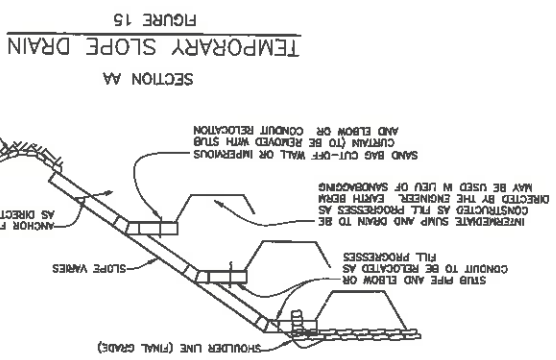 SHOULDER LINE (FINAL GRADE)
STUB PIPE AND ELBOW OR
CONDUIT TO BE RELOCATED AS
FILL PROGRESSES
SLOPE VARIES
INTERMEDIATE SUMP AND DRAIN TO BE
CONSTRUCTED AS FILL PROGRESSES AS
DIRECTED BY THE ENGINEER. EARTH BERM
MAY BE USED IN LIEU OF SANDBAGGING
ANCHOR F
AS DIRECT
SAND BAG CUT-OFF WALL OR IMPERVIOUS
CURTAIN (TO BE REMOVED WITH STUB
AND ELBOW OR CONDUIT RELOCATION
SECTION AA
TEMPORARY SLOPE DRAIN
FIGURE 15